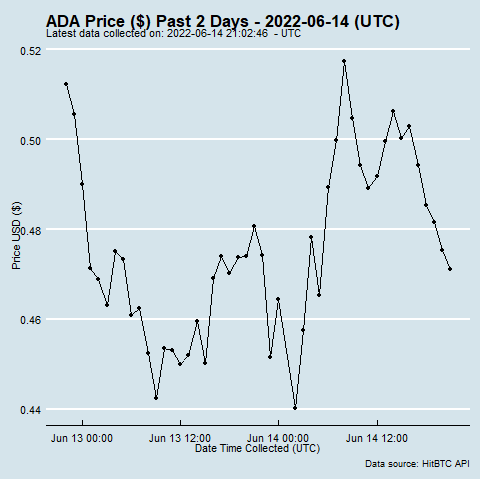 ADA Price ($) Past 2 Days - 2022-06-14 (UTC)
Latest data collected on: 2022-06-14 21:02:46 - UTC
0.52
0.50
0.48
0.46
0.44
Price USD ($)
Jun 13 00:00 Jun 13 12:00 Jun 14 00:00 Jun 14 12:00
Date Time Collected (UTC)
Data source: HitBTC API